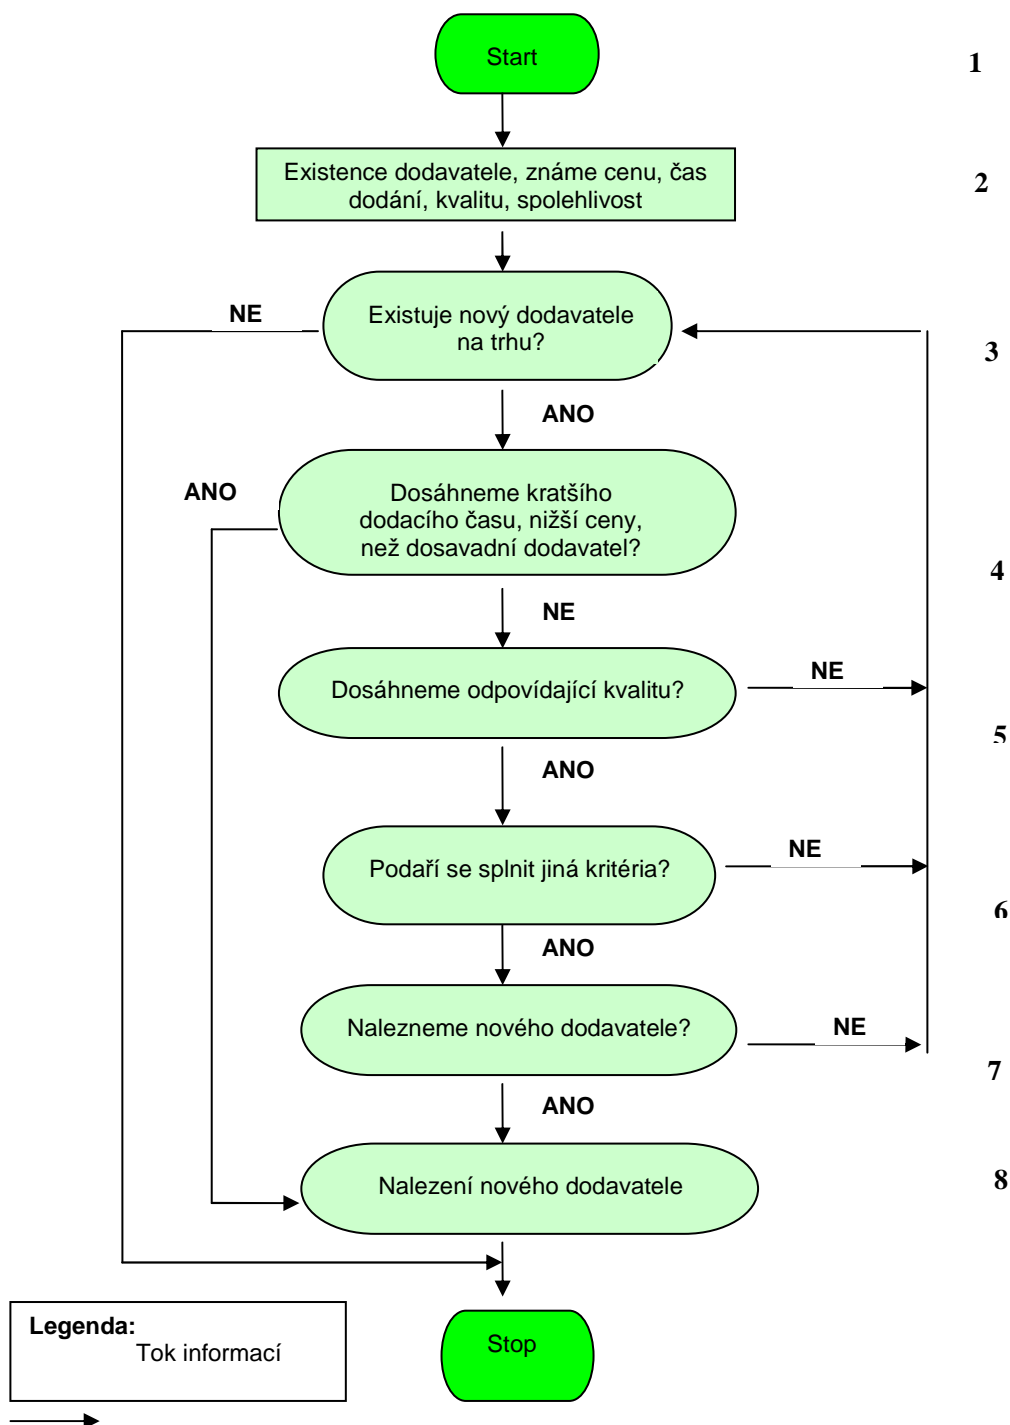 Start
1
Existence dodavatele, známe cenu, čas
dodání, kvalitu, spolehlivost
2
NE
Existuje nový dodavatele
na trhu?
3
ANO
ANO
Dosáhneme kratšího
dodacího času, nižší ceny,
než dosavadní dodavatel?
4
NE
Dosáhneme odpovídající kvalitu?
NE
5
ANO
Podaří se splnit jiná kritéria?
NE
6
ANO
Nalezneme nového dodavatele?
NE
7
ANO
Nalezení nového dodavatele
8
Legenda:
Tok informací
Stop